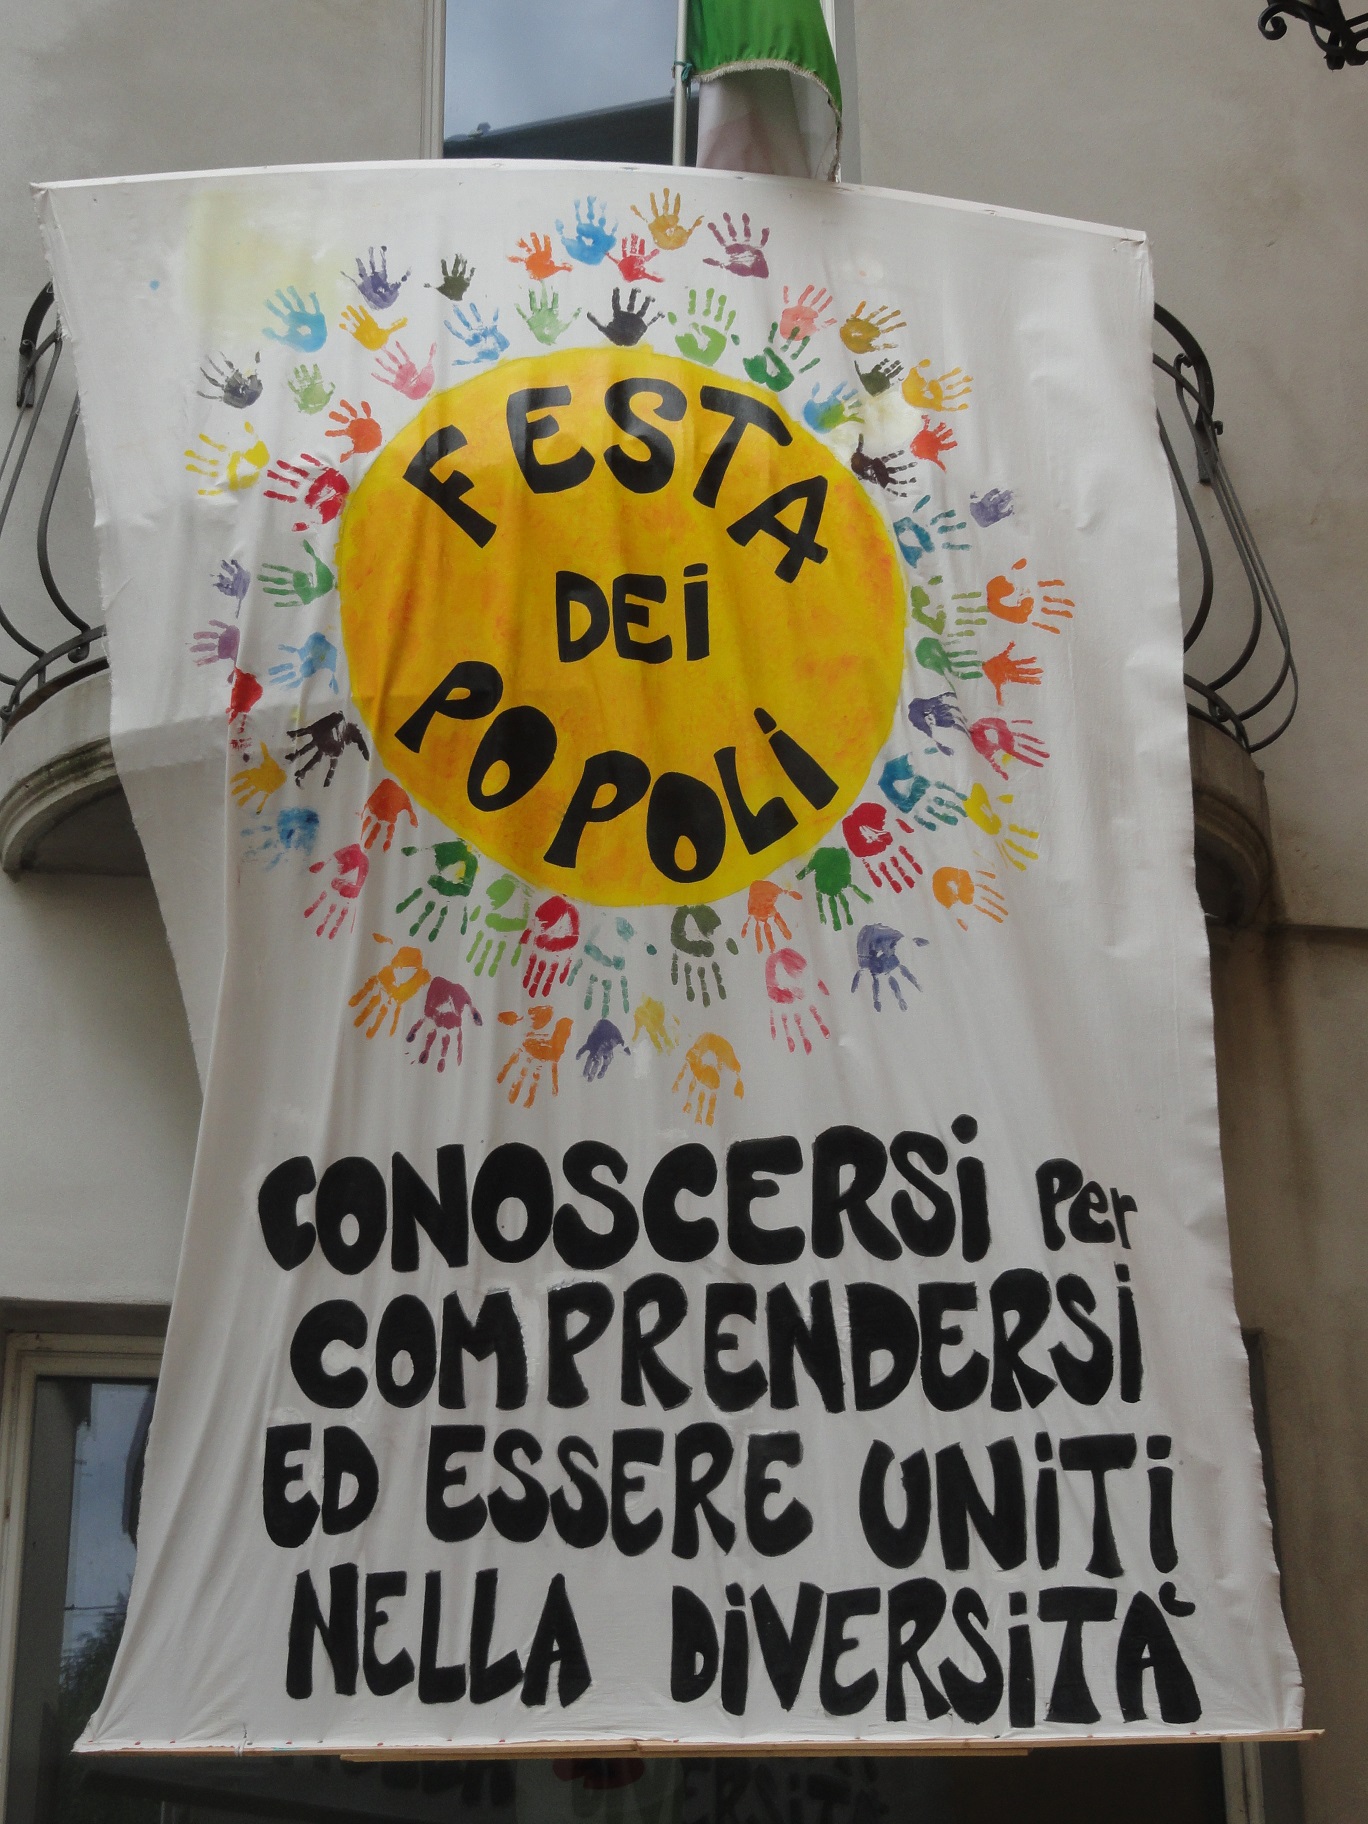 FESTA
DEi
POPOLi
CONOSCERSi Per
COMPRENDERSi
ED ESSERE UNiTi
NELLA DiVERSiTÀ